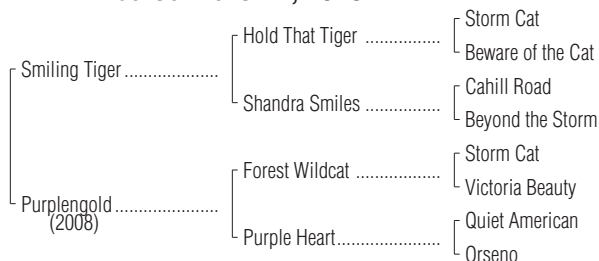 Storm Cat
Hold That Tiger ..................
Beware of the Cat
Smiling Tiger ......................
Cahill Road
Shandra Smiles ..................
Beyond the Storm
Storm Cat
Forest Wildcat ....................
Victoria Beauty
Purplengold ........................
(2008)
Quiet American
Purple Heart.........................
Orseno